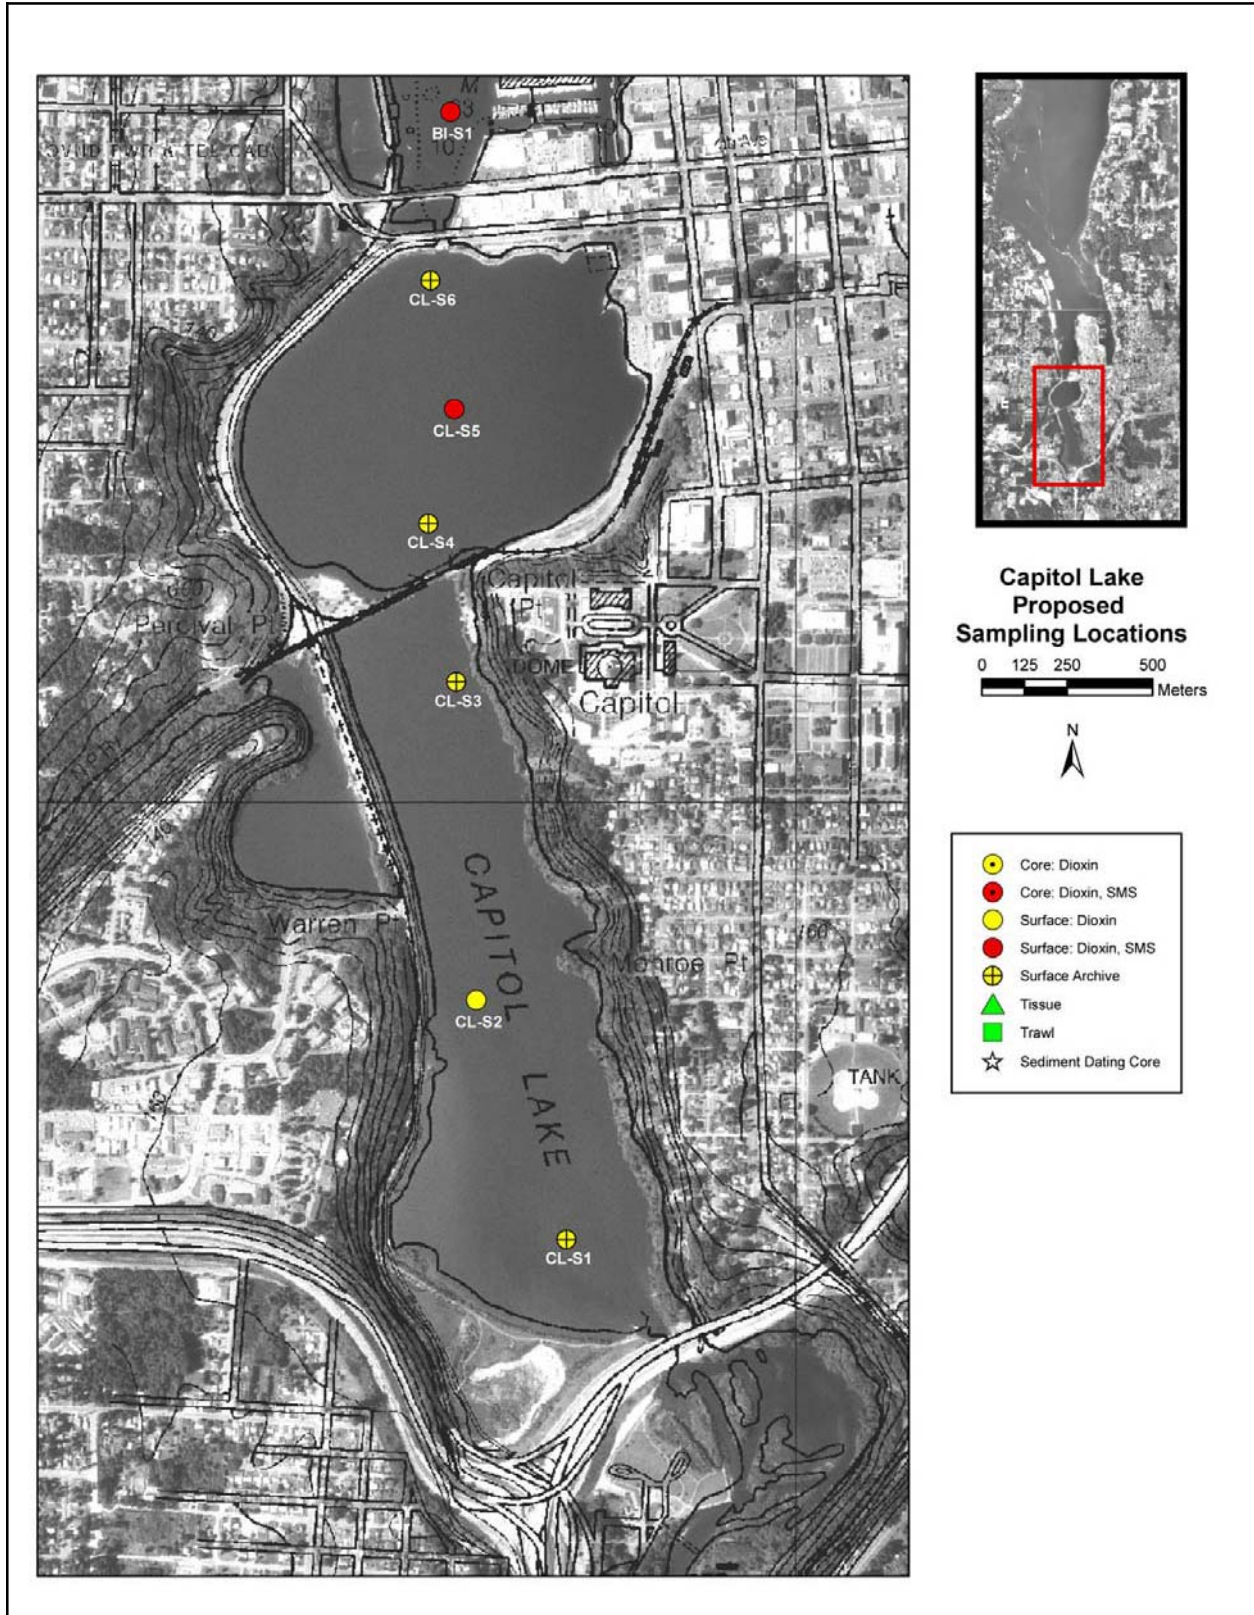 M
S
3
BI-S1
10
CL-S6
CL-S5
CL-S4
Capitol
Pt
Percival Pt
DOME
CL-S3
Capitol
CAPITOL
Warren Pt
Monroe Pt
CL-S2
LAKE
TANK
CL-S1
Capitol Lake
Proposed
Sampling Locations
0 125 250 500
Meters
N
Core: Dioxin
Core: Dioxin, SMS
Surface: Dioxin
Surface: Dioxin, SMS
Surface Archive
Tissue
Trawl
Sediment Dating Core